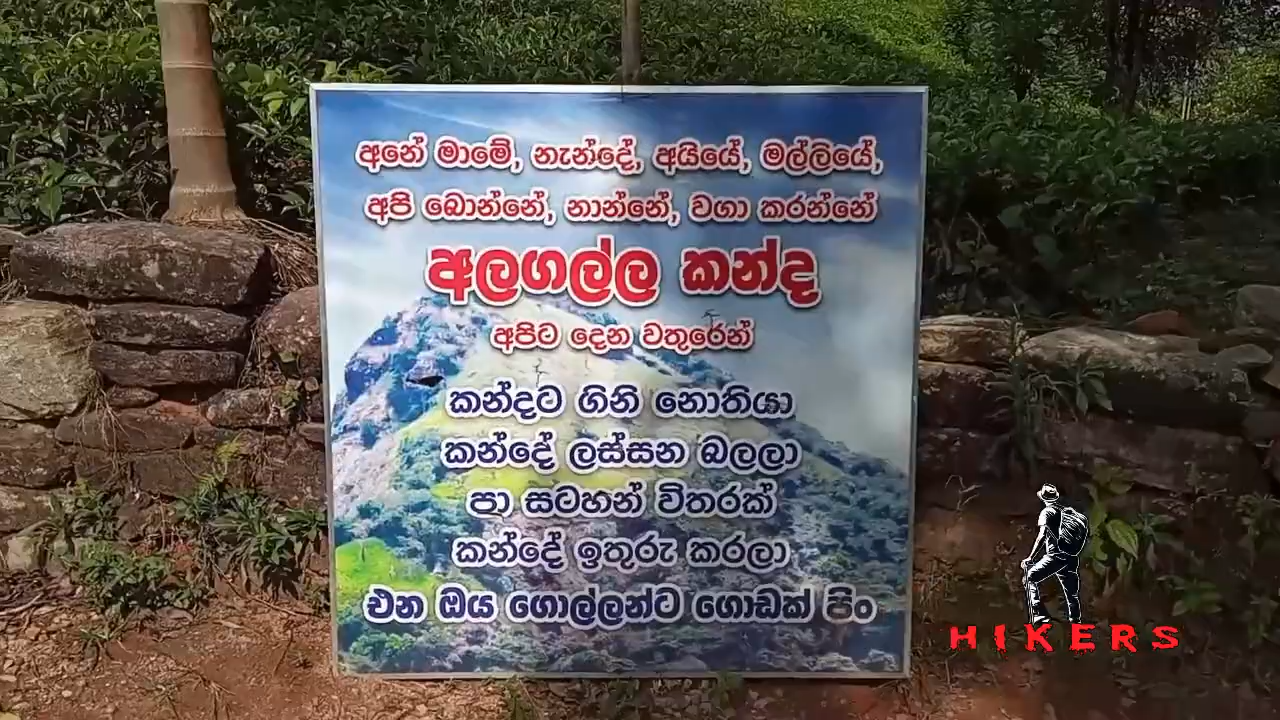 අනේ මාමේ, නැන්දේ, අයියේ, මල්ලියේ,
අපි බොන්නේ, නාන්නේ, වගා කරන්නේ
අලගල්ල කන්ද
අපිට දෙන වතුරෙන්
කන්දට ගිනි නොතියා
කන්දේ ලස්සන බලලා
පා සටහන් විතරක්
කන්දේ ඉතුරු කරලා
එන ඔය ගොල්ලන්ට ගොඩක් පිං
HIKERS